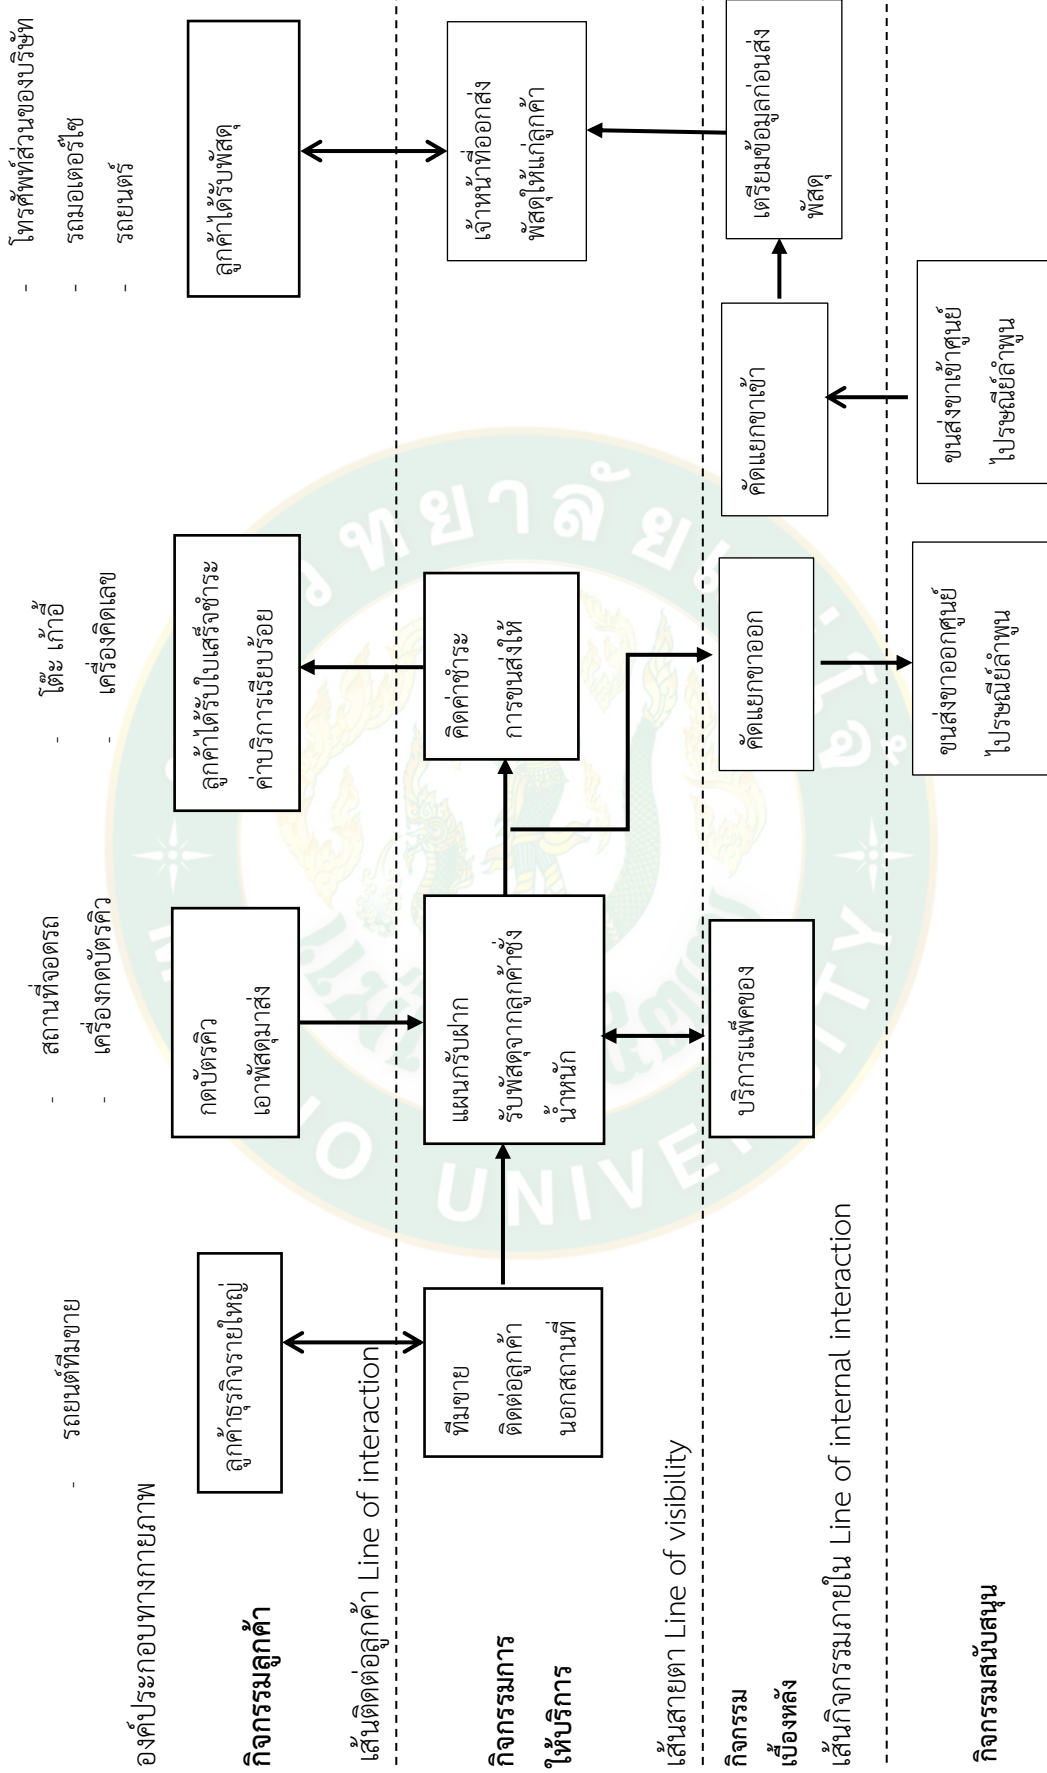 องค์ประกอบทางกายภาพ
- รถยนต์ทีมขาย
- สถานที่จอดรถ
- เครื่องกดบัตรคิว
- โต๊ะ เก้าอี้
- เครื่องคิดเลข
- โทรศัพท์ส่วนของบริษัท
- รถมอเตอร์ไซ
- รถยนตร์
กิจกรรมลูกค้า
ลูกค้าธุรกิจรายใหญ่
กดบัตรคิว
เอาพัสดุมาส่ง
ลูกค้าได้รับใบเสร็จชำระ
ค่าบริการเรียบร้อย
ลูกค้าได้รับพัสดุ
เส้นติดต่อลูกค้า Line of interaction
กิจกรรมการ
ให้บริการ
ทีมขาย
ติดต่อลูกค้า
นอกสถานที่
แผนกรับฝาก
รับพัสดุจากลูกค้าชั่ง
น้ำหนัก
คิดค่าชำระ
การขนส่งให้
เจ้าหน้าที่ออกส่ง
พัสดุให้แก่ลูกค้า
เส้นสายตา Line of visibility
กิจกรรม
เบื้องหลัง
บริการแพ็คของ
คัดแยกขาออก
คัดแยกขาเข้า
เตรียมข้อมูลก่อนส่ง
พัสดุ
เส้นกิจกรรมภายใน Line of internal interaction
กิจกรรมสนับสนุน
ขนส่งขาออกศูนย์
ไปรษณีย์ลำพูน
ขนส่งขาเข้าศูนย์
ไปรษณีย์ลำพูน